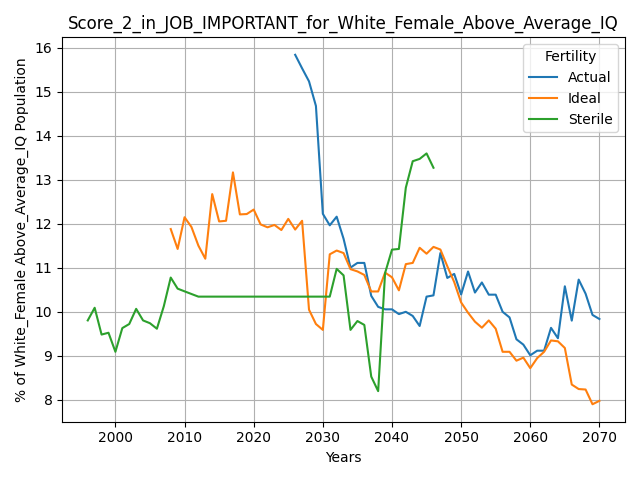 Score_2_in_JOB_IMPORTANT_for_White_Female_Above_Average_IQ
% of White_Female Above_Average_IQ Population
16
15
14
13
12
11
10
9
8
Fertility
Actual
Ideal
Sterile
2000 2010 2020 2030 2040 2050 2060 2070
Years